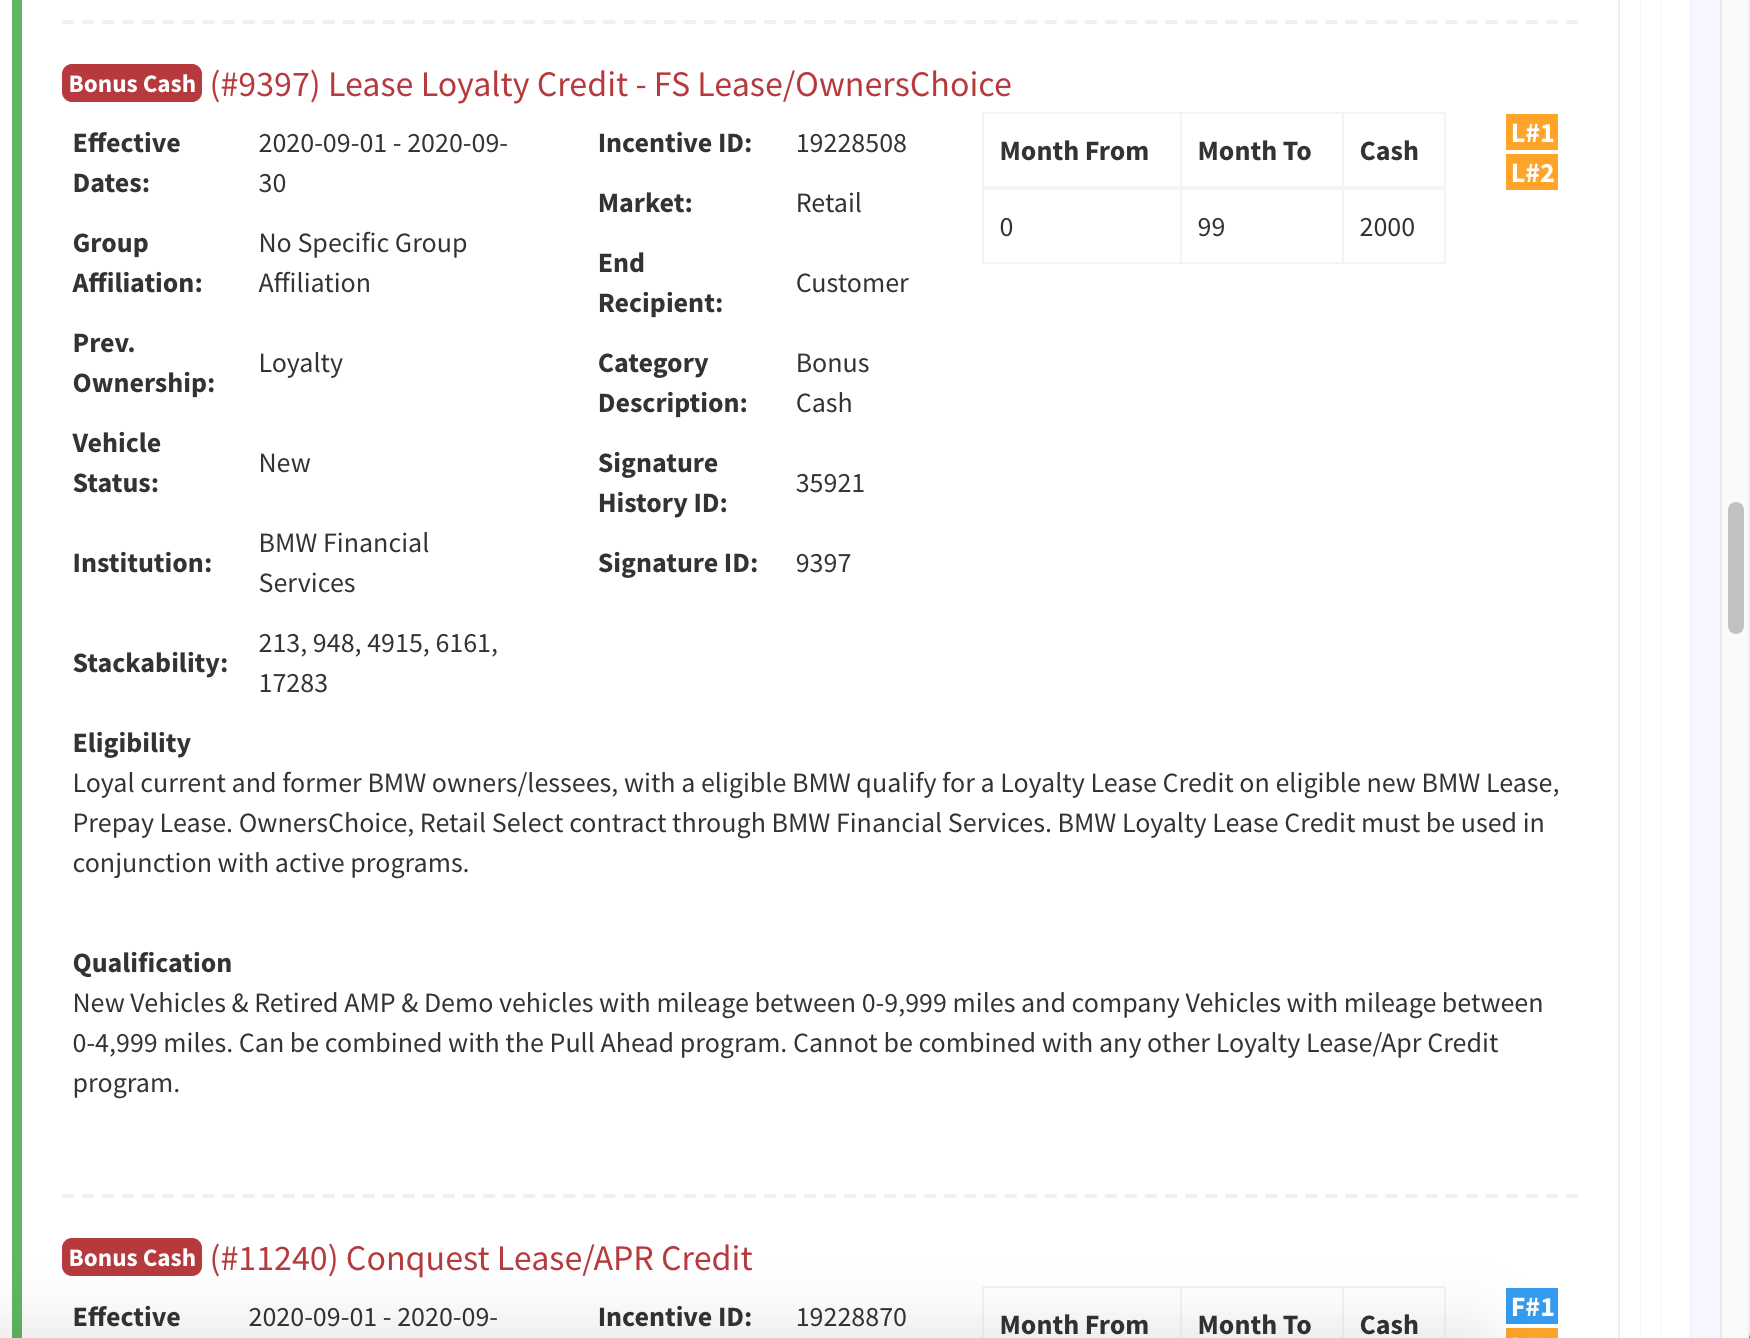 Bonus Cash (#9397) Lease Loyalty Credit - FS Lease/OwnersChoice
Effective Dates: 2020-09-01 - 2020-09-30
Group Affiliation: No Specific Group Affiliation
Prev. Ownership: Loyalty
Vehicle Status: New
Institution: BMW Financial Services
Stackability: 213, 948, 4915, 6161, 17283
Incentive ID: 19228508
Market: Retail
End Recipient: Customer
Category Description: Bonus Cash
Signature History ID: 35921
Signature ID: 9397
Month From Month To Cash
0 99 2000
L#1
L#2
Eligibility
Loyal current and former BMW owners/lessees, with a eligible BMW qualify for a Loyalty Lease Credit on eligible new BMW Lease,
Prepay Lease. OwnersChoice, Retail Select contract through BMW Financial Services. BMW Loyalty Lease Credit must be used in
conjunction with active programs.
Qualification
New Vehicles & Retired AMP & Demo vehicles with mileage between 0-9,999 miles and company Vehicles with mileage between
0-4,999 miles. Can be combined with the Pull Ahead program. Cannot be combined with any other Loyalty Lease/Apr Credit
program.
Bonus Cash (#11240) Conquest Lease/APR Credit
Effective 2020-09-01 - 2020-09-
Incentive ID: 19228870
Month From Month To Cash
F#1